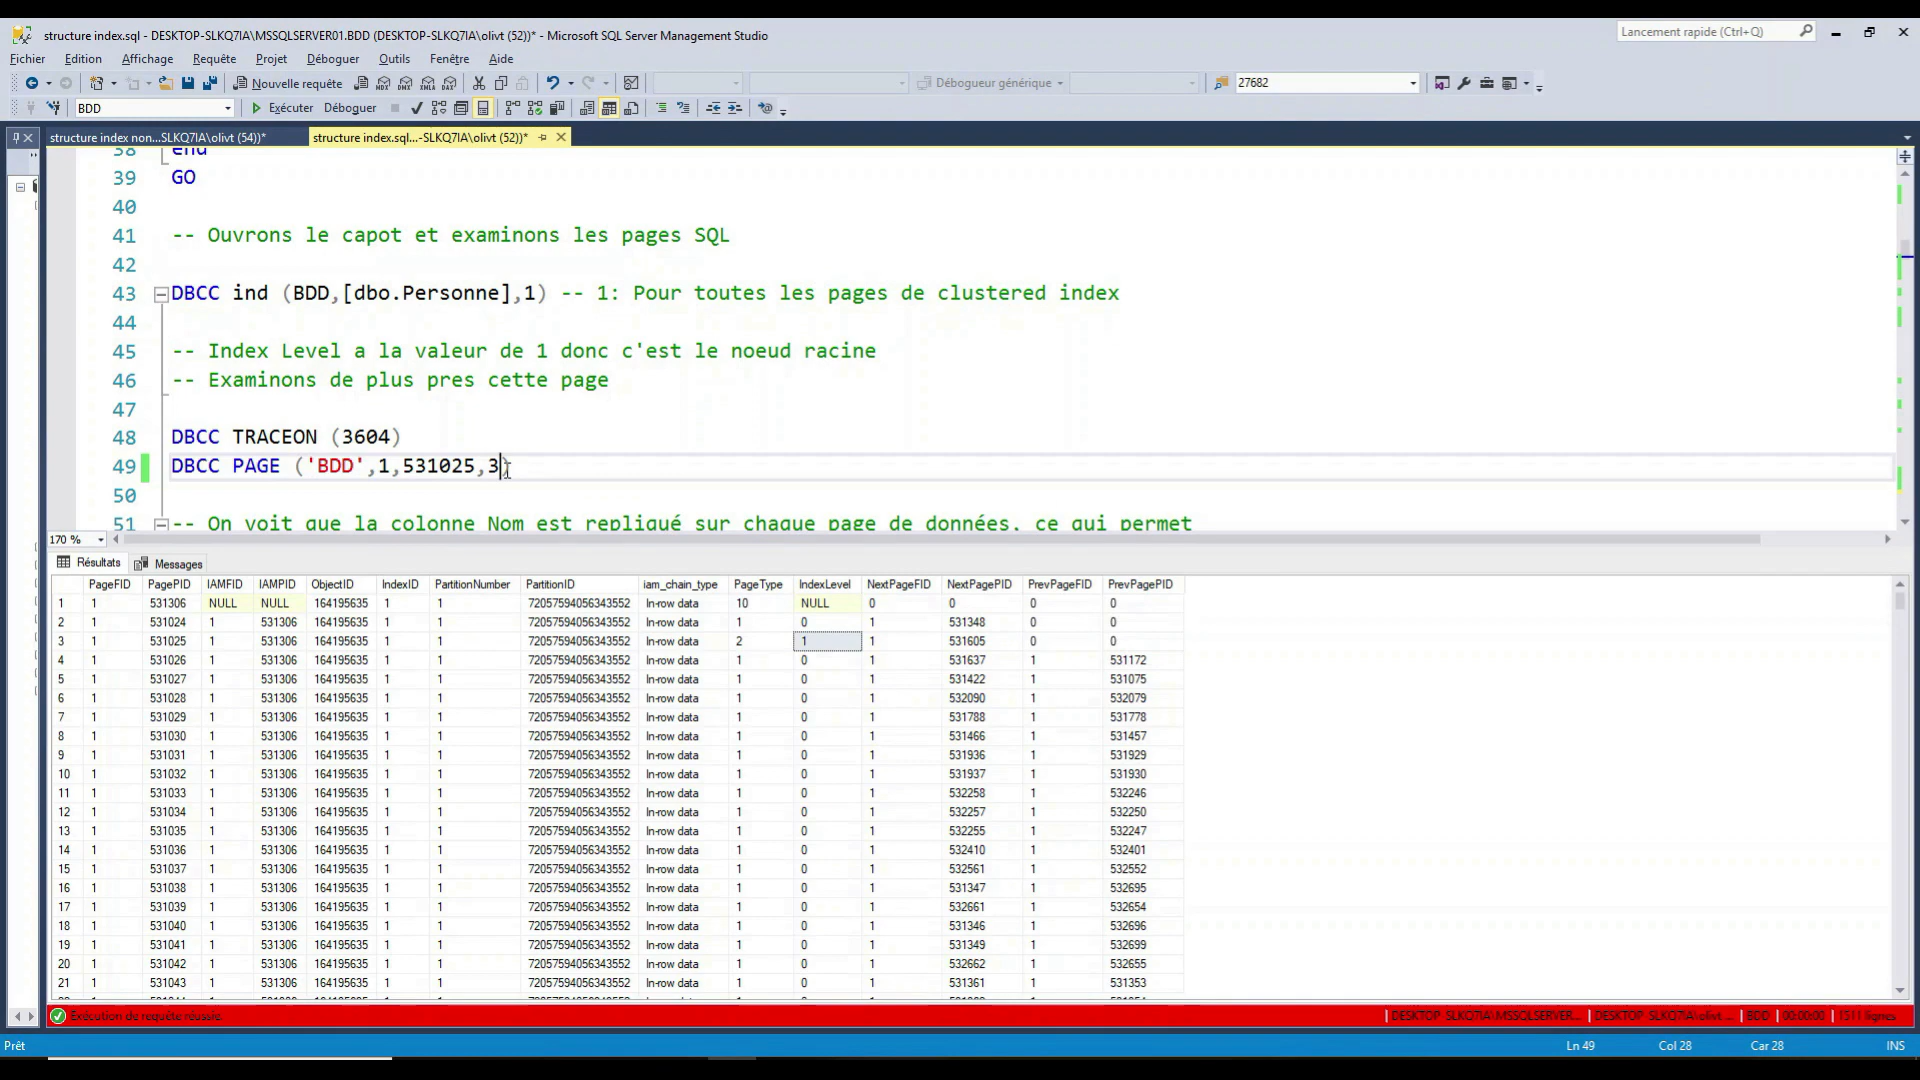 structure index.sql - DESKTOP-SLKQ7IA\MSSQLSERVER01.BDD (DESKTOP-SLKQ7IA\olivt (52))* - Microsoft SQL Server Management Studio
Lancement rapide (Ctrl+Q)
Fichier Edition Affichage Requête Projet Déboguer Outils Fenêtre Aide
Nouvelle requête MDX DMX XMLA DAX Débogueur générique 27682
BDD Exécuter Déboguer
structure index non...SLKQ7IA\olivt (54))* structure index.sql...-SLKQ7IA\olivt (52))*
38 end
39 GO
40
41 -- Ouvrons le capot et examinons les pages SQL
42
43 DBCC ind (BDD,[dbo.Personne],1) -- 1: Pour toutes les pages de clustered index
44
45 -- Index Level a la valeur de 1 donc c'est le noeud racine
46 -- Examinons de plus pres cette page
47
48 DBCC TRACEON (3604)
49 DBCC PAGE ('BDD',1,531025,3)
50
51 -- On voit que la colonne Nom est repliqué sur chaque page de données, ce qui permet
170 %
Résultats Messages
PageFID PagePID IAMFID IAMPID ObjectID IndexID PartitionNumber PartitionID iam_chain_type PageType IndexLevel NextPageFID NextPagePID PrevPageFID PrevPagePID
1 1 531306 NULL NULL 164195635 1 1 72057594056343552 In-row data 10 NULL 0 0 0 0
2 1 531024 1 531306 164195635 1 1 72057594056343552 In-row data 1 0 1 531348 0 0
3 1 531025 1 531306 164195635 1 1 72057594056343552 In-row data 2 1 1 531605 0 0
4 1 531026 1 531306 164195635 1 1 72057594056343552 In-row data 1 0 1 531637 1 531172
5 1 531027 1 531306 164195635 1 1 72057594056343552 In-row data 1 0 1 531422 1 531075
6 1 531028 1 531306 164195635 1 1 72057594056343552 In-row data 1 0 1 532090 1 532079
7 1 531029 1 531306 164195635 1 1 72057594056343552 In-row data 1 0 1 531788 1 531778
8 1 531030 1 531306 164195635 1 1 72057594056343552 In-row data 1 0 1 531466 1 531457
9 1 531031 1 531306 164195635 1 1 72057594056343552 In-row data 1 0 1 531936 1 531929
10 1 531032 1 531306 164195635 1 1 72057594056343552 In-row data 1 0 1 531937 1 531930
11 1 531033 1 531306 164195635 1 1 72057594056343552 In-row data 1 0 1 532258 1 532246
12 1 531034 1 531306 164195635 1 1 72057594056343552 In-row data 1 0 1 532257 1 532250
13 1 531035 1 531306 164195635 1 1 72057594056343552 In-row data 1 0 1 532255 1 532247
14 1 531036 1 531306 164195635 1 1 72057594056343552 In-row data 1 0 1 532410 1 532401
15 1 531037 1 531306 164195635 1 1 72057594056343552 In-row data 1 0 1 532561 1 532552
16 1 531038 1 531306 164195635 1 1 72057594056343552 In-row data 1 0 1 531347 1 532695
17 1 531039 1 531306 164195635 1 1 72057594056343552 In-row data 1 0 1 532661 1 532654
18 1 531040 1 531306 164195635 1 1 72057594056343552 In-row data 1 0 1 531346 1 532696
19 1 531041 1 531306 164195635 1 1 72057594056343552 In-row data 1 0 1 531349 1 532699
20 1 531042 1 531306 164195635 1 1 72057594056343552 In-row data 1 0 1 532662 1 532655
21 1 531043 1 531306 164195635 1 1 72057594056343552 In-row data 1 0 1 531361 1 531353
Exécution de requête réussie. DESKTOP-SLKQ7IA\MSSQLSERVER... DESKTOP-SLKQ7IA\olivt ... BDD 00:00:00 1511 lignes
Prêt Ln 49 Col 28 Car 28 INS